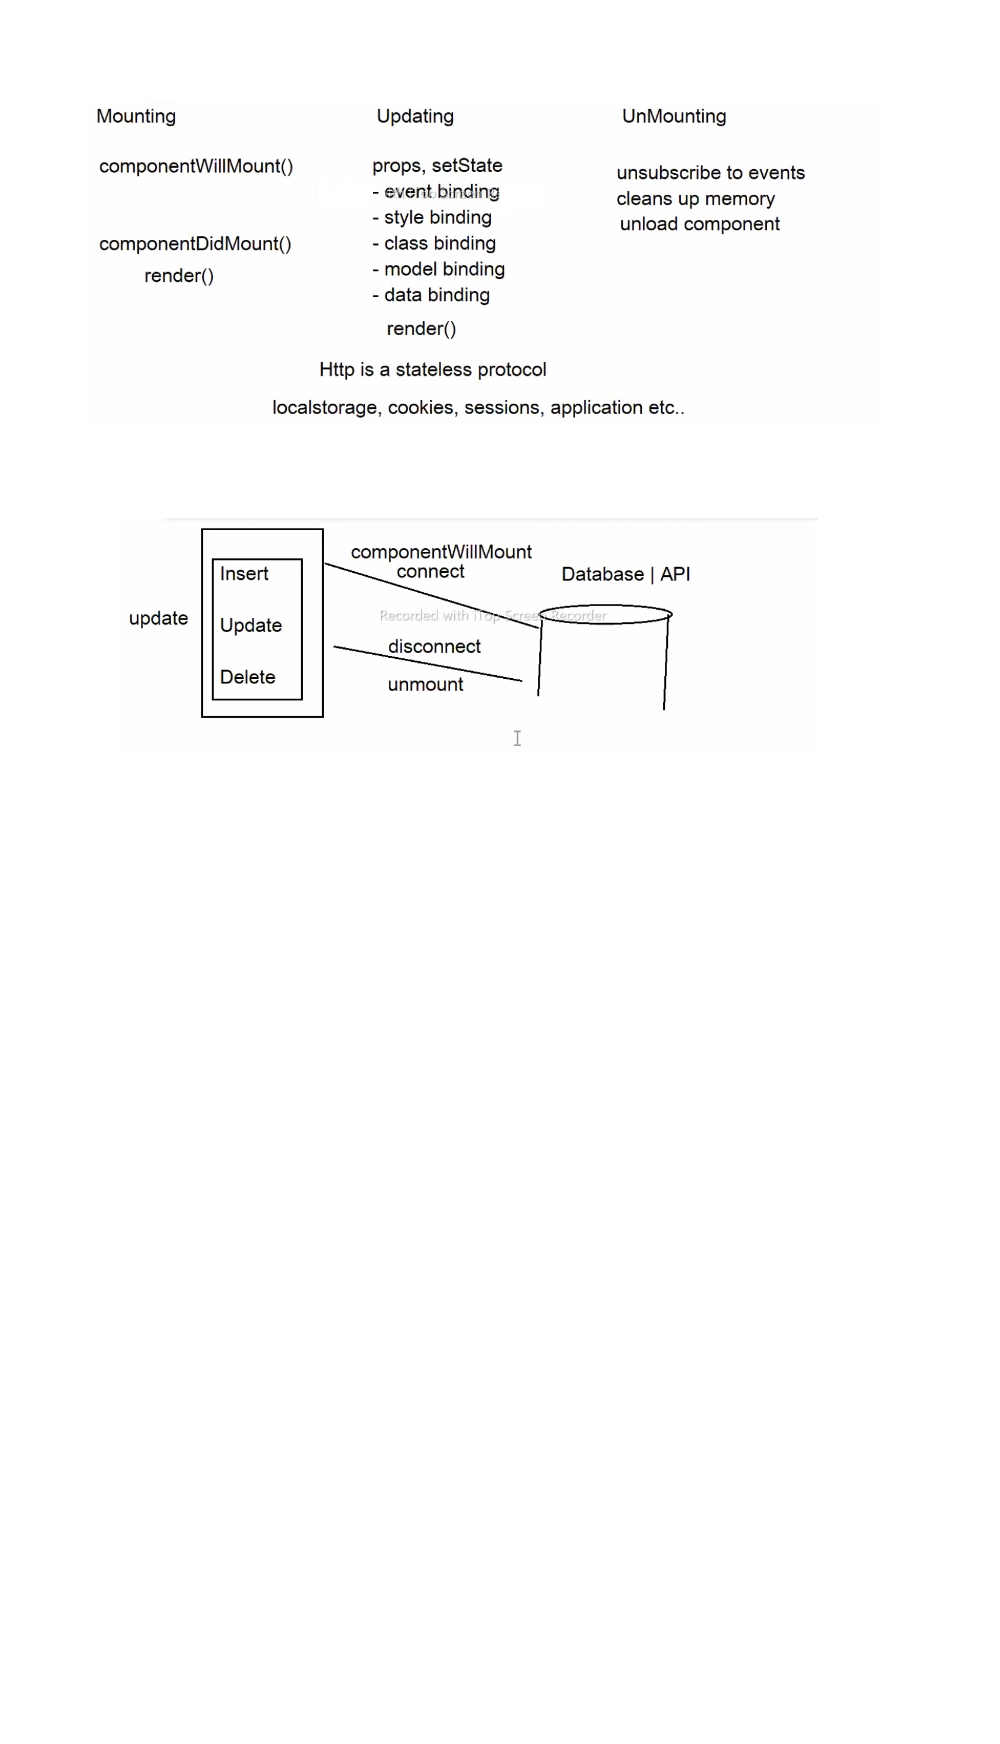 Mounting
Updating
UnMounting
componentWillMount()
props, setState
unsubscribe to events
- event binding
cleans up memory
- style binding
unload component
componentDidMount()
- class binding
render()
- model binding
- data binding
render()
Http is a stateless protocol
localstorage, cookies, sessions, application etc..
componentWillMount
connect
Database | API
Insert
update
Update
Recorded with iTop Screen Recorder
disconnect
Delete
unmount